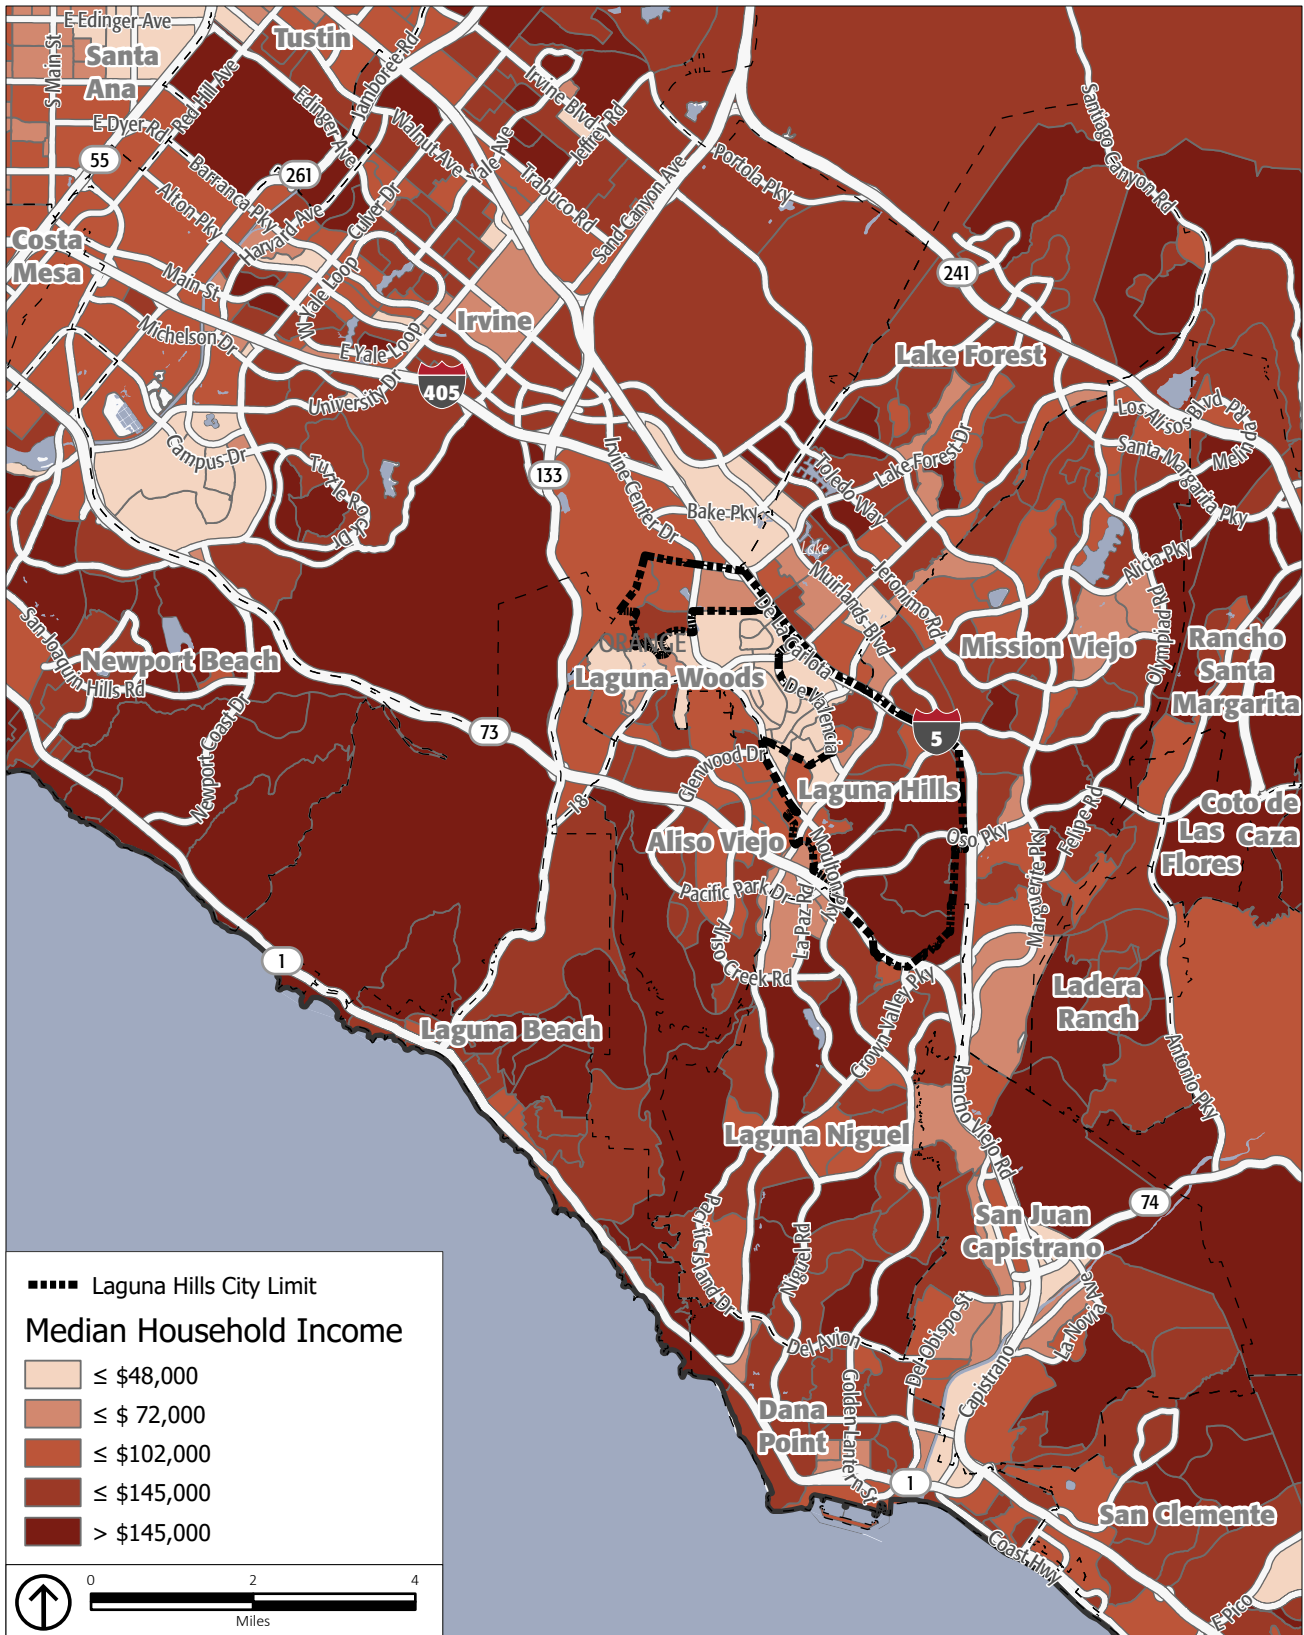 E Edinger Ave
Tustin
Santa
Ana
S Main St
Red Hill Ave
E Dyer Rd
Edinger Ave
Jamboree Rd
Walnut Ave
Yale Ave
Irvine Blvd
Jeffrey Rd
Trabuco Rd
Sand Canyon Ave
Portola Pky
Santiago Canyon Rd
55
261
Barranca Pky
Alton Pky
Harvard Ave
Culver Dr
Costa
Mesa
Main St
W Yale Loop
241
Irvine
Michelson Dr
E Yale Loop
Lake Forest
405
University Dr
Los Alisos Blvd
Melinda Rd
Campus Dr
Turtle Rock Dr
133
Irvine Center Dr
Toledo Way
Lake Forest Dr
Santa Margarita Pky
Bake Pky
Lake
Alicia Pky
Muirlands Blvd
Jeronimo Rd
De La Carlota
Olympiad Rd
San Joaquin Hills Rd
Newport Beach
ORANGE
Laguna Woods
Mission Viejo
Rancho
Santa
Margarita
De Valencia
Newport Coast Dr
73
5
Glenwood Dr
Laguna Hills
18
Coto de
Caza
Las
Flores
Aliso Viejo
Moulton Pky
Oso Pky
Felipe Rd
Marguerite Pky
Pacific Park Dr
La Paz Rd
Aliso Creek Rd
1
Crown Valley Pky
Ladera
Ranch
Laguna Beach
Antonio Pky
Rancho Viejo Rd
Laguna Niguel
74
Pacific Island Dr
Niguel Rd
San Juan
Capistrano
Del Obispo St
La Novia Ave
Del Avion
Golden Lantern St
Capistrano
Dana
Point
1
San Clemente
Coast Hwy
E Pico
Laguna Hills City Limit
Median Household Income
≤ $48,000
≤ $ 72,000
≤ $102,000
≤ $145,000
> $145,000
0 2 4
Miles